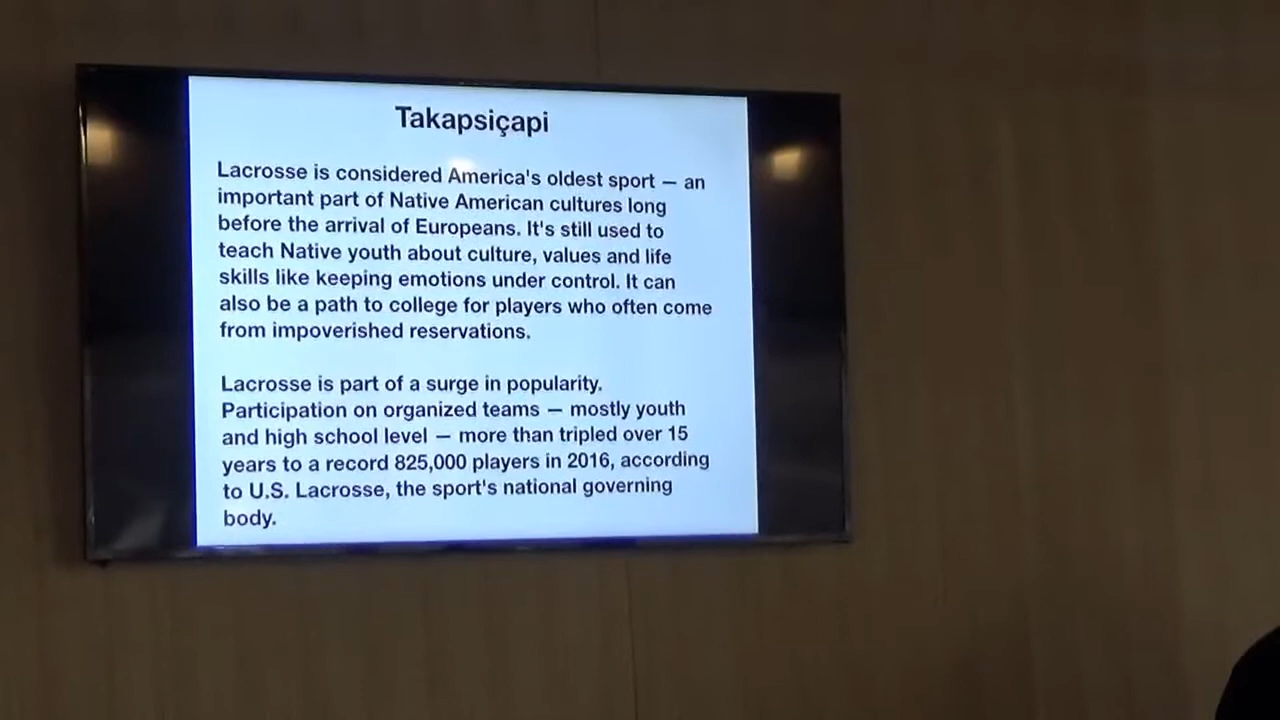 Takapsiçapi
Lacrosse is considered America's oldest sport — an
important part of Native American cultures long
before the arrival of Europeans. It's still used to
teach Native youth about culture, values and life
skills like keeping emotions under control. It can
also be a path to college for players who often come
from impoverished reservations.
Lacrosse is part of a surge in popularity.
Participation on organized teams — mostly youth
and high school level — more than tripled over 15
years to a record 825,000 players in 2016, according
to U.S. Lacrosse, the sport's national governing
body.